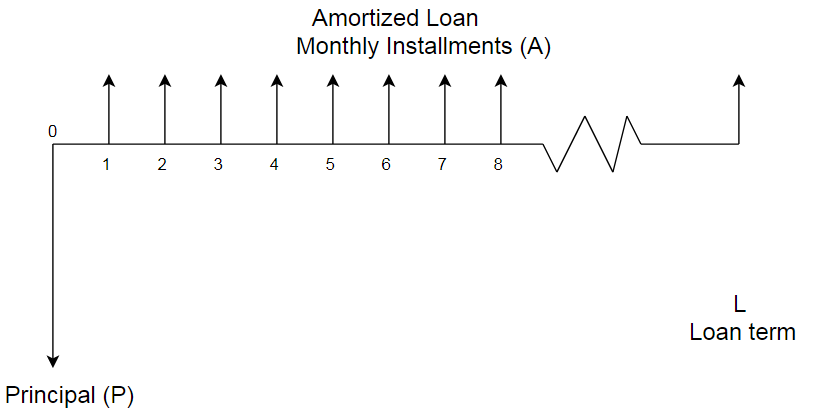 Amortized Loan
Monthly Installments (A)
0
1 2 3 4 5 6 7 8
L
Loan term
Principal (P)